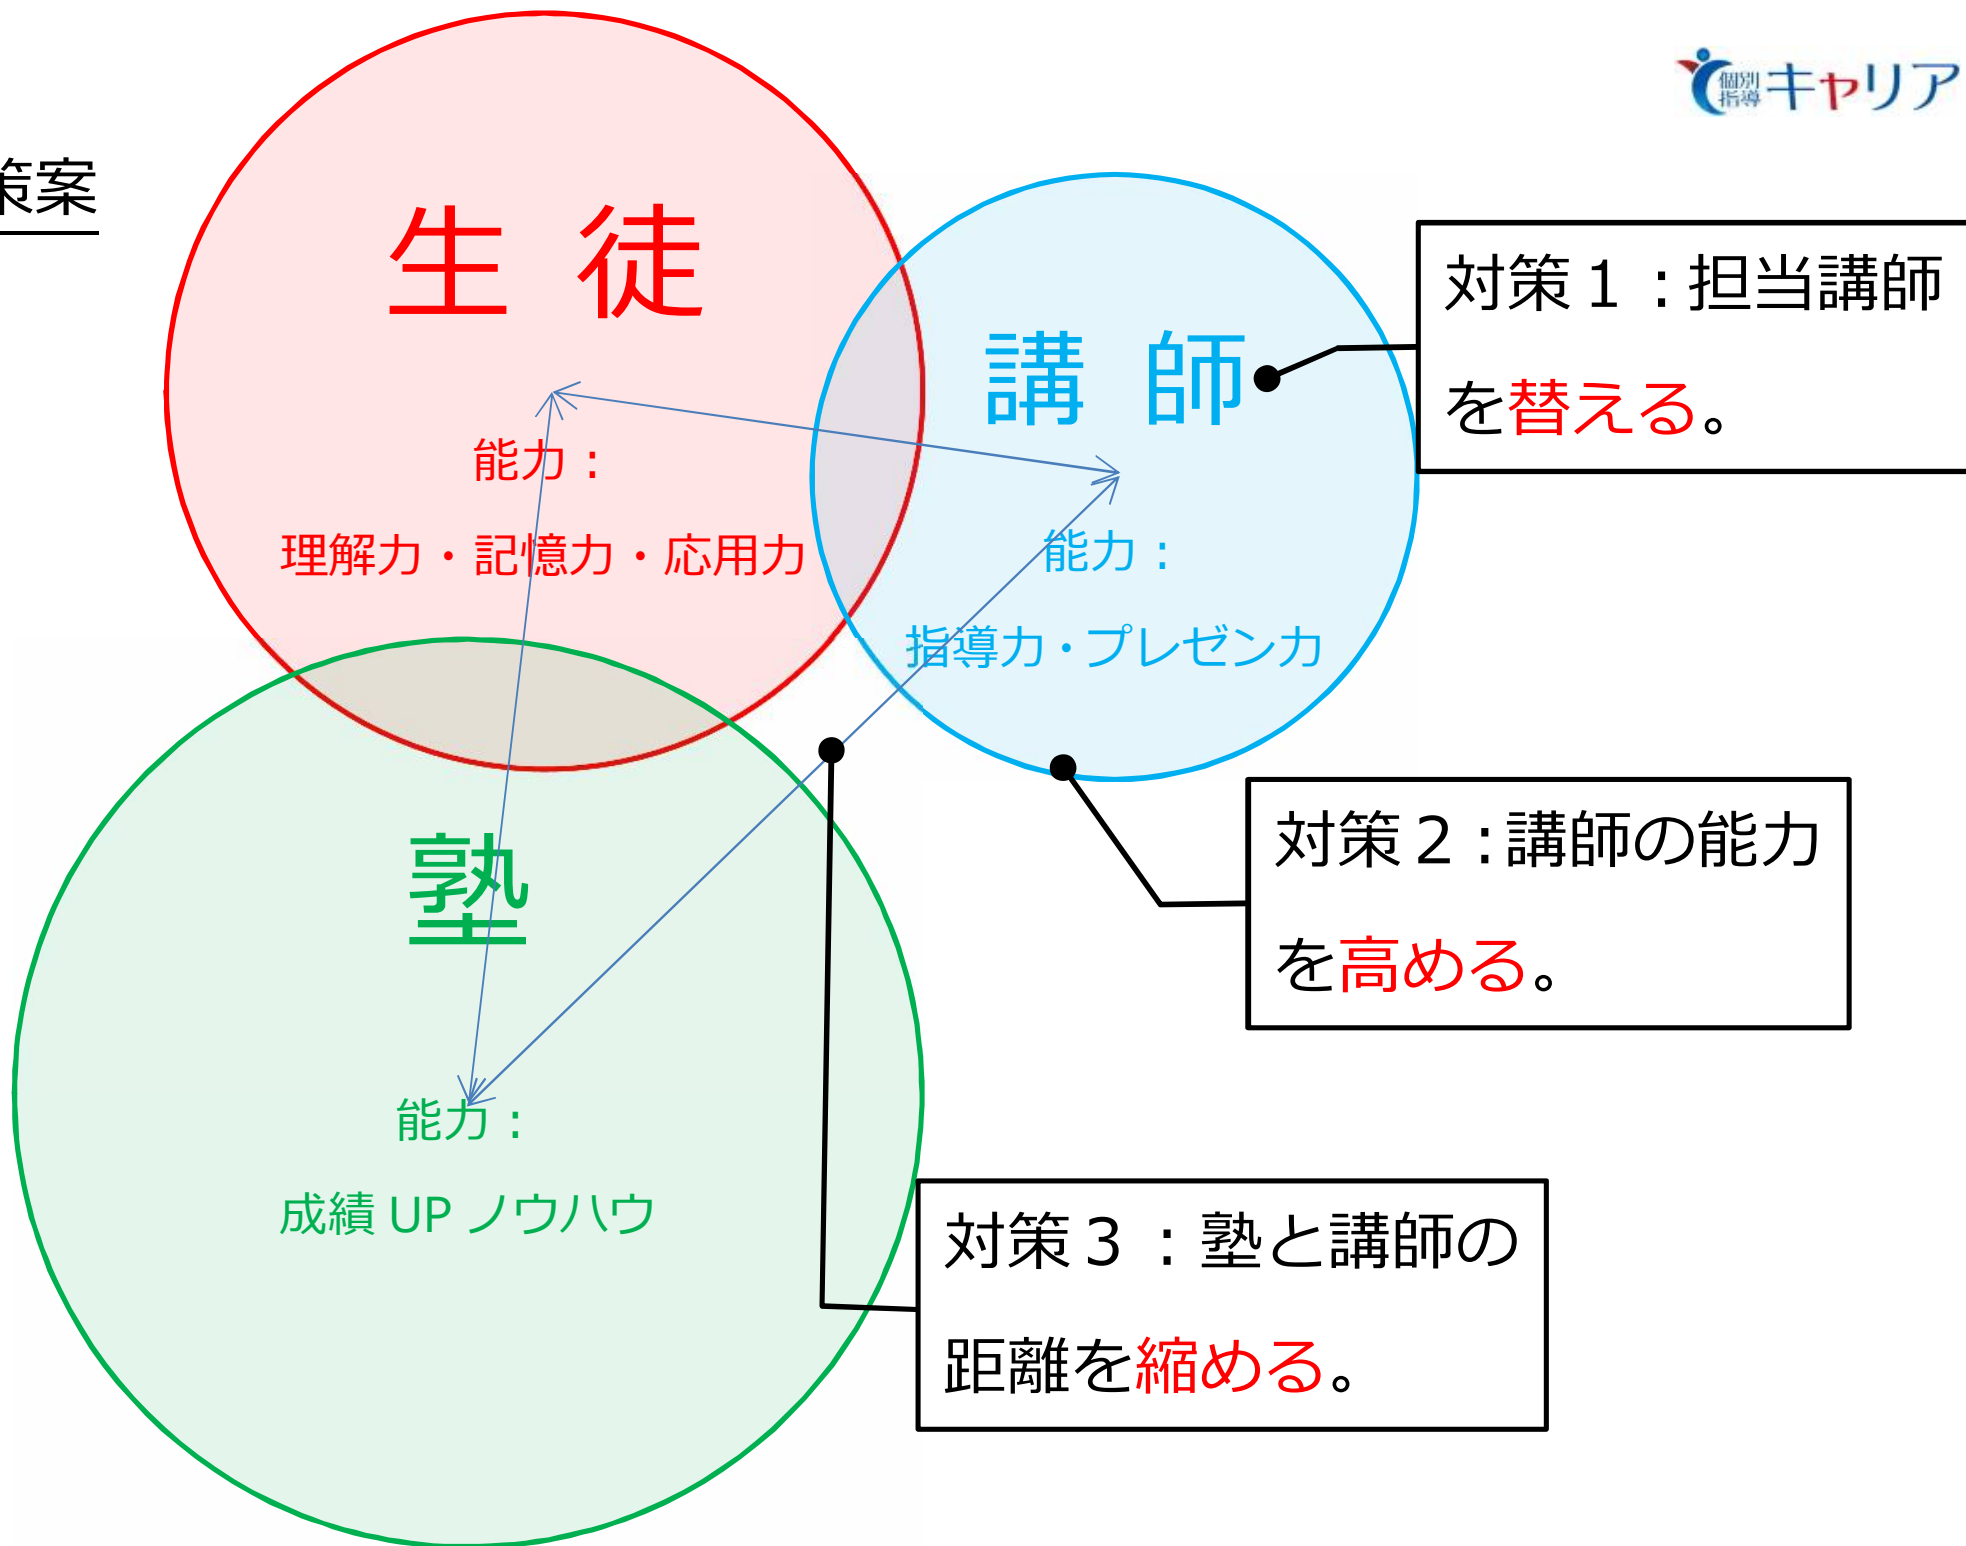 個別
指導
キャリア
策案
生 徒
能力：
理解力・記憶力・応用力
講 師
能力：
指導力・プレゼン力
対策１：担当講師
を替える。
対策２：講師の能力
を高める。
塾
能力：
成績 UP ノウハウ
対策３：塾と講師の
距離を縮める。